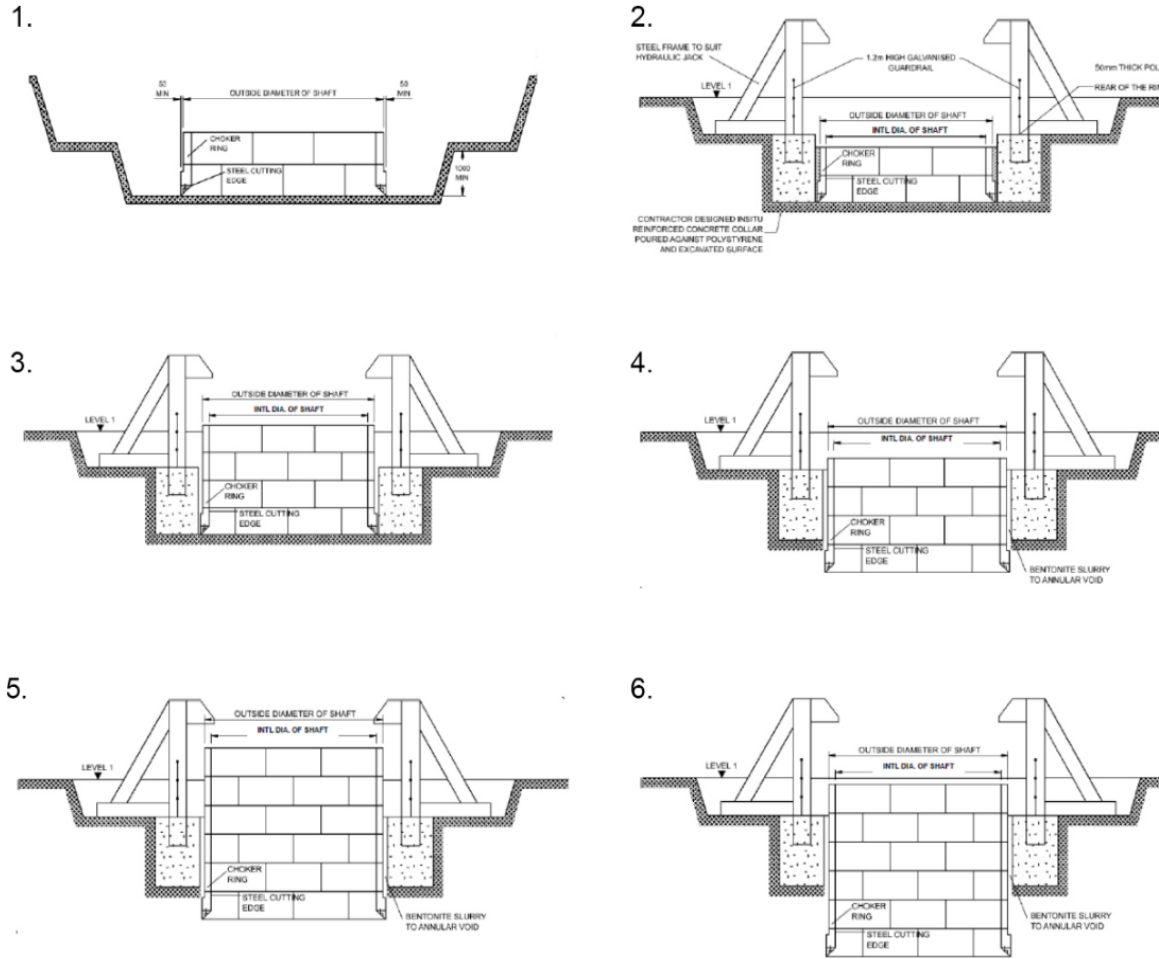 1.
50
MIN
OUTSIDE DIAMETER OF SHAFT
50
MIN
CHOKER
RING
STEEL CUTTING
EDGE
1000
MIN
2.
STEEL FRAME TO SUIT
HYDRAULIC JACK
1.2m HIGH GALVANISED
GUARDRAIL
50mm THICK POL
REAR OF THE RIN
LEVEL 1
OUTSIDE DIAMETER OF SHAFT
INTL DIA. OF SHAFT
CHOKER
RING
STEEL CUTTING
EDGE
CONTRACTOR DESIGNED INSITU
REINFORCED CONCRETE COLLAR
POURED AGAINST POLYSTYRENE
AND EXCAVATED SURFACE
3.
OUTSIDE DIAMETER OF SHAFT
INTL DIA. OF SHAFT
LEVEL 1
CHOKER
RING
STEEL CUTTING
EDGE
4.
OUTSIDE DIAMETER OF SHAFT
INTL DIA. OF SHAFT
LEVEL 1
CHOKER
RING
STEEL CUTTING
EDGE
BENTONITE SLURRY
TO ANNULAR VOID
5.
OUTSIDE DIAMETER OF SHAFT
INTL DIA. OF SHAFT
LEVEL 1
CHOKER
RING
STEEL CUTTING
EDGE
BENTONITE SLURRY
TO ANNULAR VOID
6.
OUTSIDE DIAMETER OF SHAFT
INTL DIA. OF SHAFT
LEVEL 1
CHOKER
RING
STEEL CUTTING
EDGE
BENTONITE SLURRY
TO ANNULAR VOID